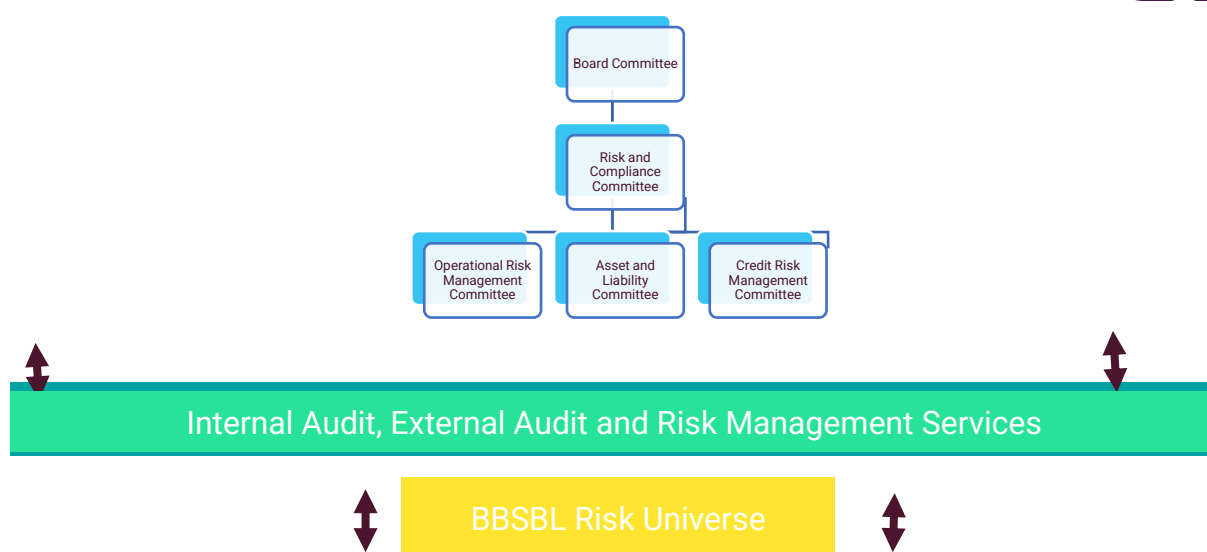 Board Committee
Risk and
Compliance
Committee
Operational Risk
Management
Committee
Asset and
Liability
Committee
Credit Risk
Management
Committee
Internal Audit, External Audit and Risk Management Services
BBSBL Risk Universe